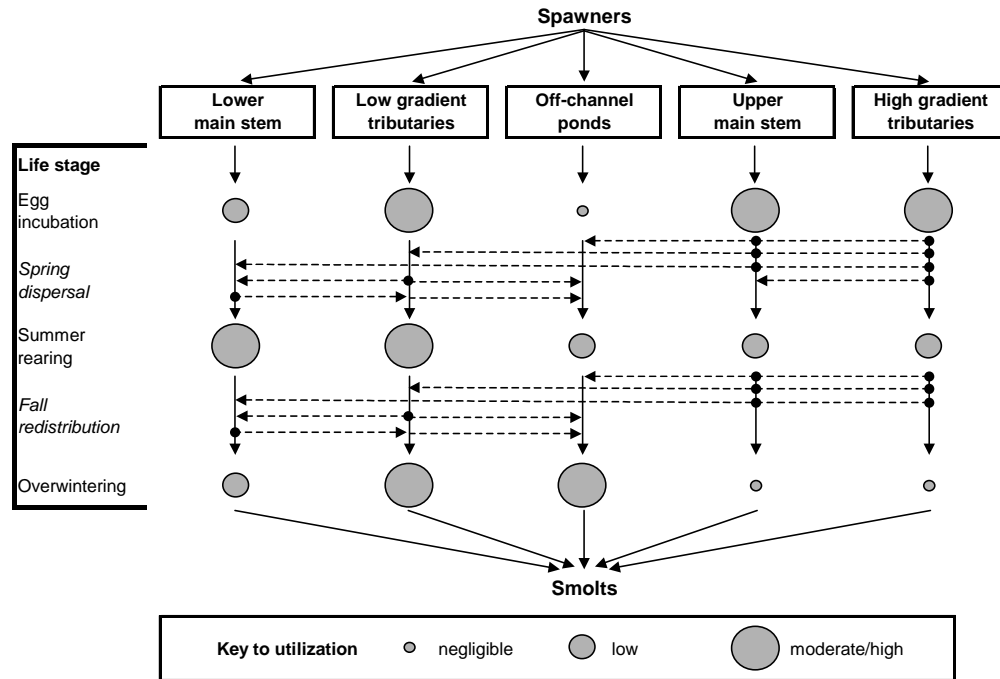 Spawners
Lower
main stem
Low gradient
tributaries
Off-channel
ponds
Upper
main stem
High gradient
tributaries
Life stage
Egg
incubation
Spring
dispersal
Summer
rearing
Fall
redistribution
Overwintering
Smolts
Key to utilization
negligible
low
moderate/high